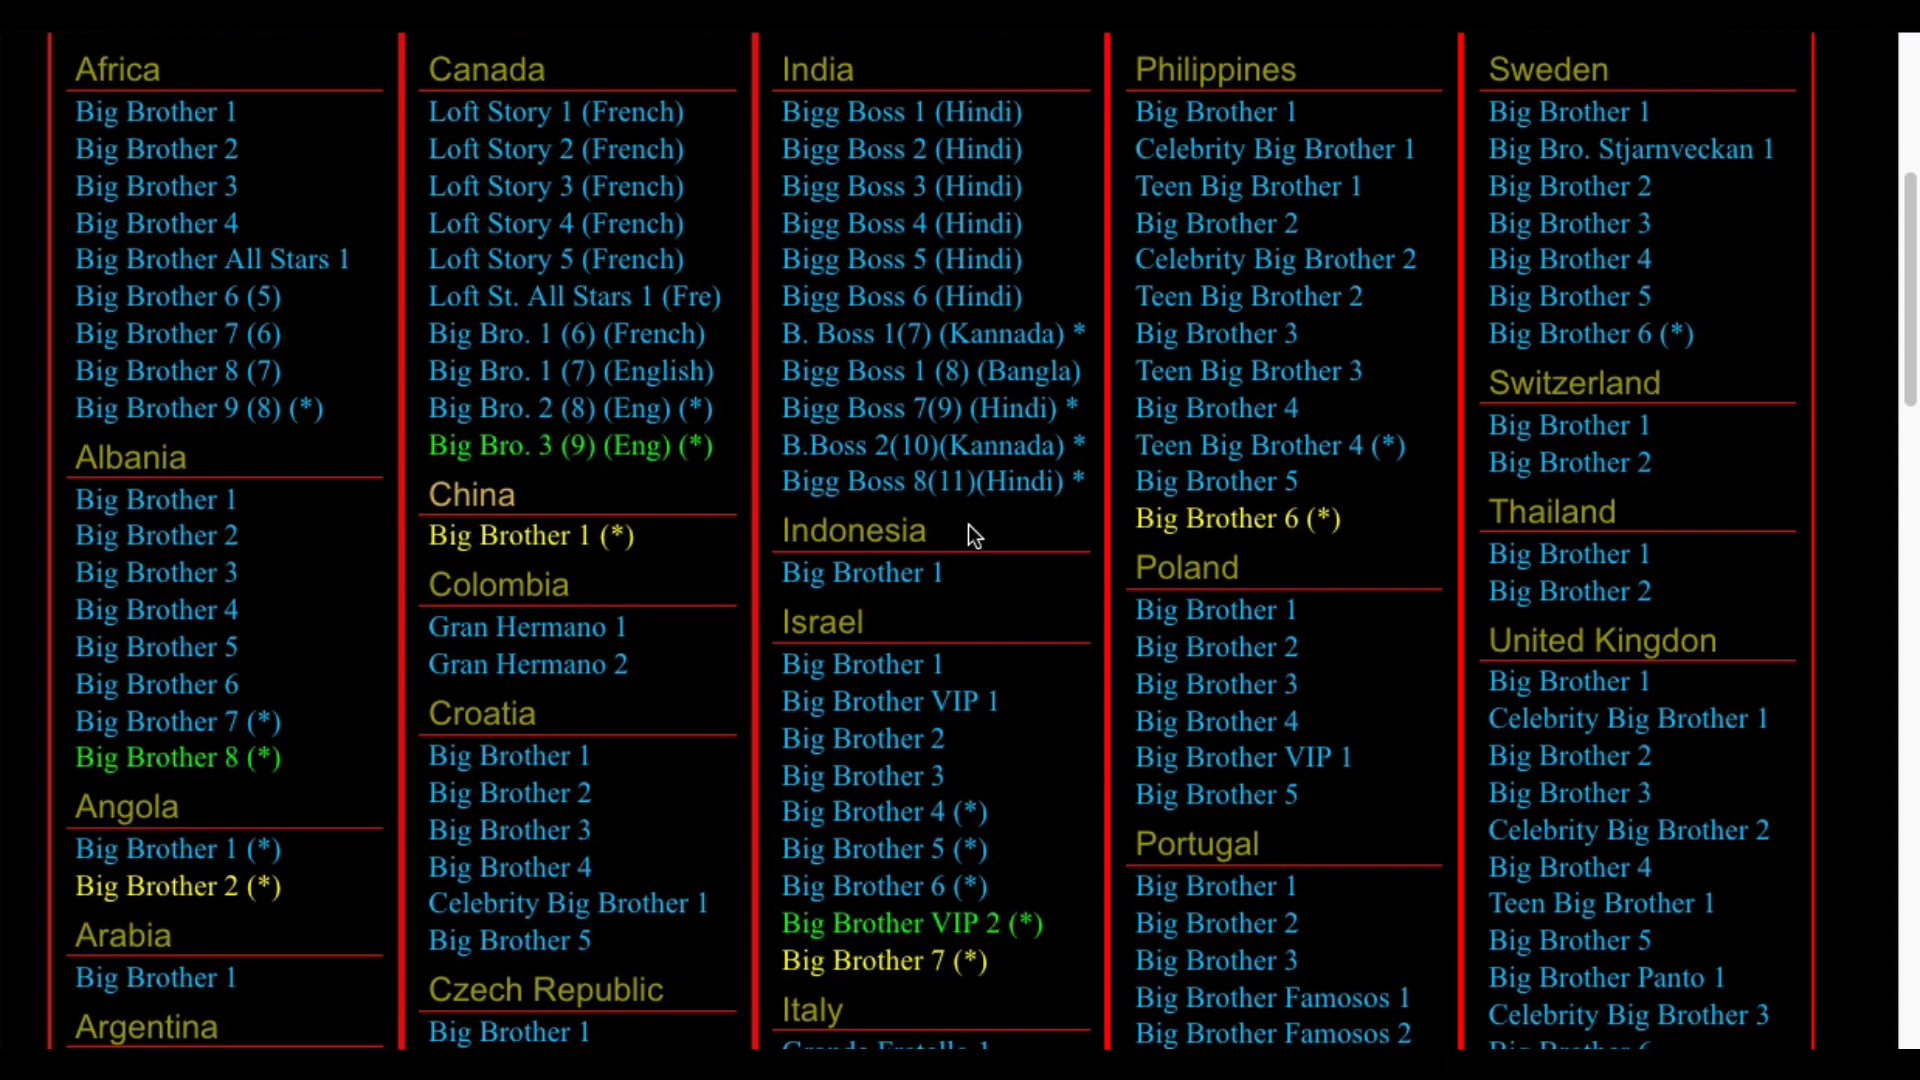 Africa
Big Brother 1
Big Brother 2
Big Brother 3
Big Brother 4
Big Brother All Stars 1
Big Brother 6 (5)
Big Brother 7 (6)
Big Brother 8 (7)
Big Brother 9 (8) (*)
Albania
Big Brother 1
Big Brother 2
Big Brother 3
Big Brother 4
Big Brother 5
Big Brother 6
Big Brother 7 (*)
Big Brother 8 (*)
Angola
Big Brother 1 (*)
Big Brother 2 (*)
Arabia
Big Brother 1
Argentina
Canada
Loft Story 1 (French)
Loft Story 2 (French)
Loft Story 3 (French)
Loft Story 4 (French)
Loft Story 5 (French)
Loft St. All Stars 1 (Fre)
Big Bro. 1 (6) (French)
Big Bro. 1 (7) (English)
Big Bro. 2 (8) (Eng) (*)
Big Bro. 3 (9) (Eng) (*)
China
Big Brother 1 (*)
Colombia
Gran Hermano 1
Gran Hermano 2
Croatia
Big Brother 1
Big Brother 2
Big Brother 3
Big Brother 4
Celebrity Big Brother 1
Big Brother 5
Czech Republic
Big Brother 1
India
Bigg Boss 1 (Hindi)
Bigg Boss 2 (Hindi)
Bigg Boss 3 (Hindi)
Bigg Boss 4 (Hindi)
Bigg Boss 5 (Hindi)
Bigg Boss 6 (Hindi)
B. Boss 1(7) (Kannada) *
Bigg Boss 1 (8) (Bangla)
Bigg Boss 7(9) (Hindi) *
B.Boss 2(10)(Kannada) *
Bigg Boss 8(11)(Hindi) *
Indonesia
Big Brother 1
Israel
Big Brother 1
Big Brother VIP 1
Big Brother 2
Big Brother 3
Big Brother 4 (*)
Big Brother 5 (*)
Big Brother 6 (*)
Big Brother VIP 2 (*)
Big Brother 7 (*)
Italy
Philippines
Big Brother 1
Celebrity Big Brother 1
Teen Big Brother 1
Big Brother 2
Celebrity Big Brother 2
Teen Big Brother 2
Big Brother 3
Teen Big Brother 3
Big Brother 4
Teen Big Brother 4 (*)
Big Brother 5
Big Brother 6 (*)
Poland
Big Brother 1
Big Brother 2
Big Brother 3
Big Brother 4
Big Brother VIP 1
Big Brother 5
Portugal
Big Brother 1
Big Brother 2
Big Brother 3
Big Brother Famosos 1
Big Brother Famosos 2
Sweden
Big Brother 1
Big Bro. Stjarnveckan 1
Big Brother 2
Big Brother 3
Big Brother 4
Big Brother 5
Big Brother 6 (*)
Switzerland
Big Brother 1
Big Brother 2
Thailand
Big Brother 1
Big Brother 2
United Kingdon
Big Brother 1
Celebrity Big Brother 1
Big Brother 2
Big Brother 3
Celebrity Big Brother 2
Big Brother 4
Teen Big Brother 1
Big Brother 5
Big Brother Panto 1
Celebrity Big Brother 3